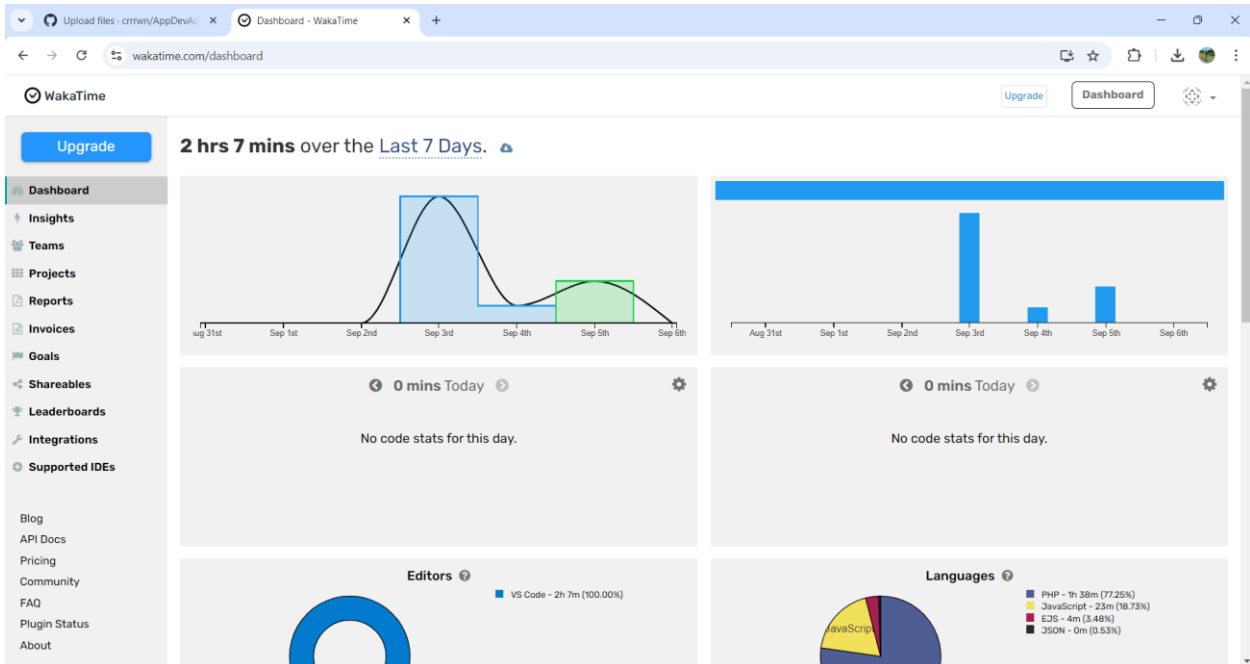 Upload files · crrrwn/AppDevAc
Dashboard - WakaTime
wakatime.com/dashboard
WakaTime
Upgrade
Dashboard
Upgrade
Dashboard
Insights
Teams
Projects
Reports
Invoices
Goals
Shareables
Leaderboards
Integrations
Supported IDEs
Blog
API Docs
Pricing
Community
FAQ
Plugin Status
About
2 hrs 7 mins over the Last 7 Days.
Sep 1st Sep 2nd Sep 3rd Sep 4th Sep 5th Sep 6th
Aug 31st Sep 1st Sep 2nd Sep 3rd Sep 4th Sep 5th Sep 6th
0 mins Today
No code stats for this day.
0 mins Today
No code stats for this day.
Editors
VS Code - 2h 7m (100.00%)
Languages
PHP - 1h 38m (77.25%)
JavaScript - 23m (18.73%)
EJS - 4m (3.48%)
JSON - 0m (0.53%)
JavaScrip